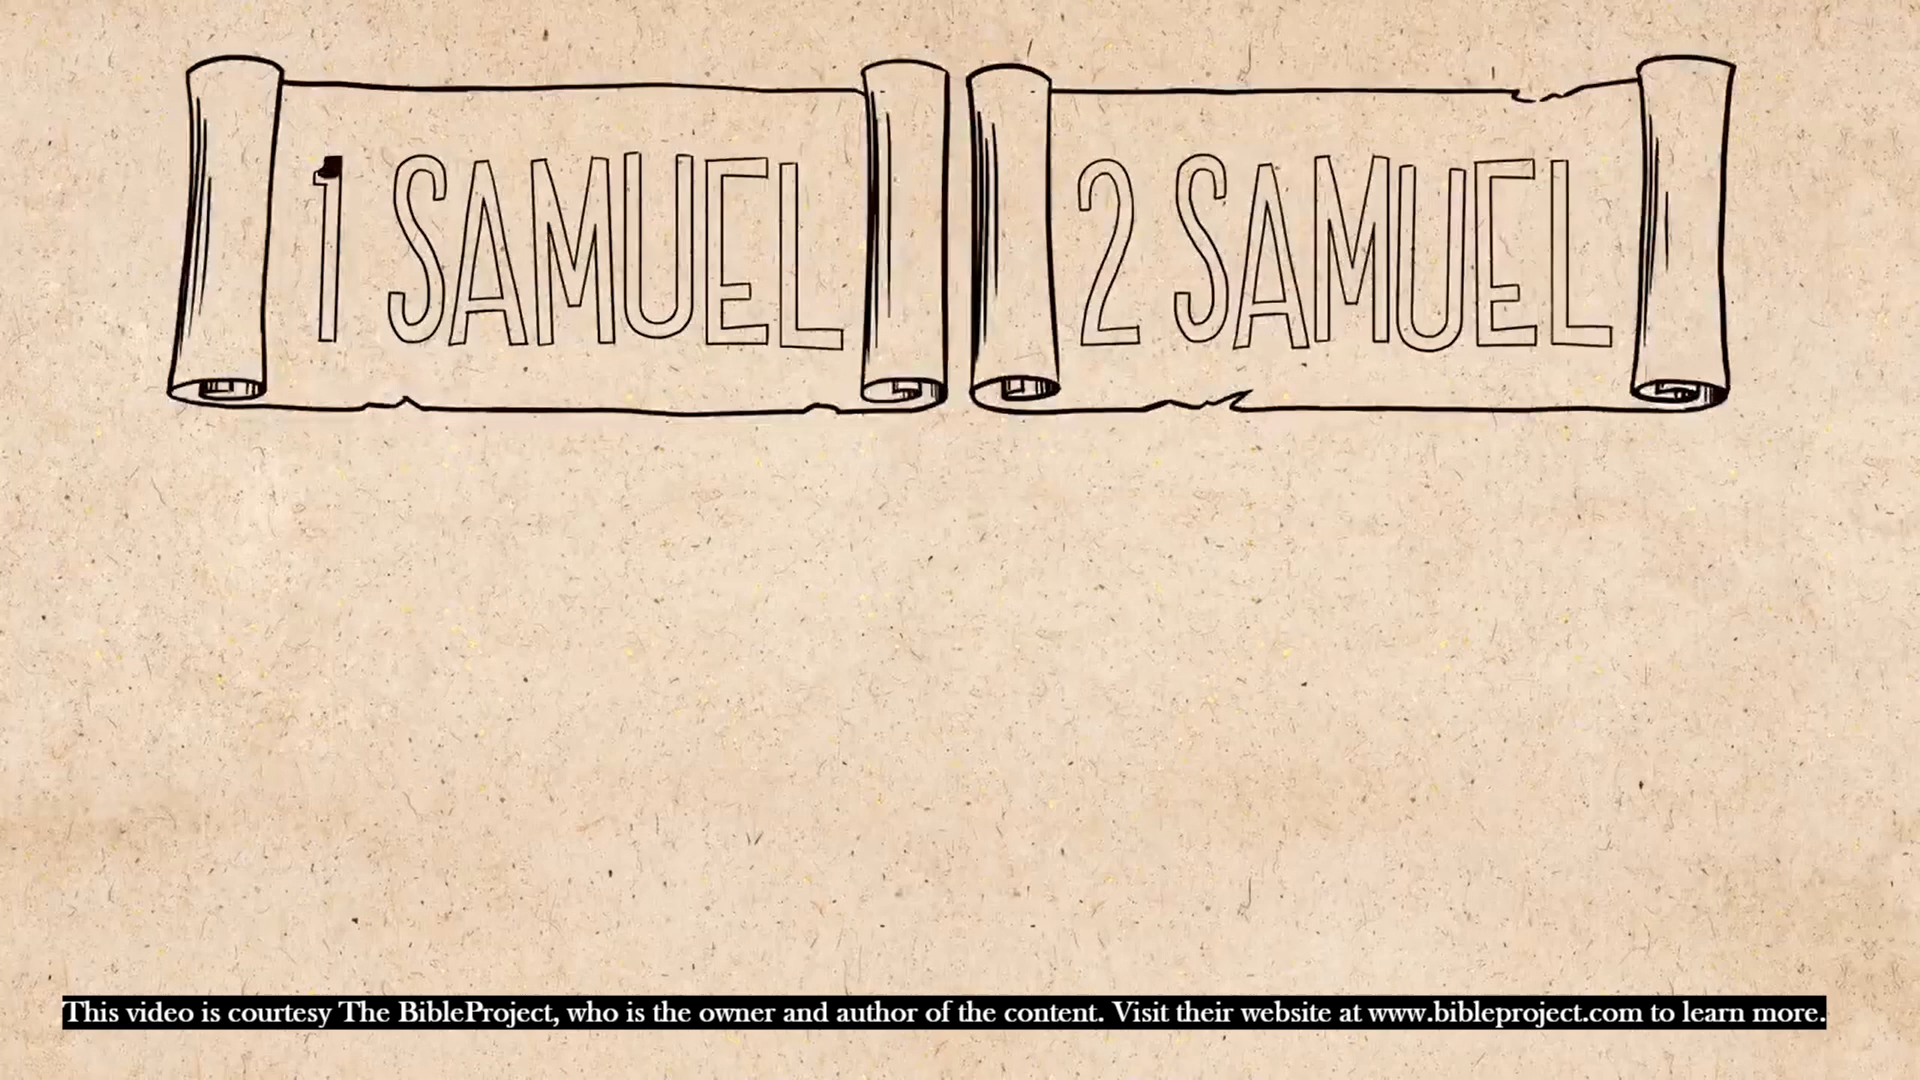 1 SAMUEL
2 SAMUEL
This video is courtesy The BibleProject, who is the owner and author of the content. Visit their website at www.bibleproject.com to learn more.